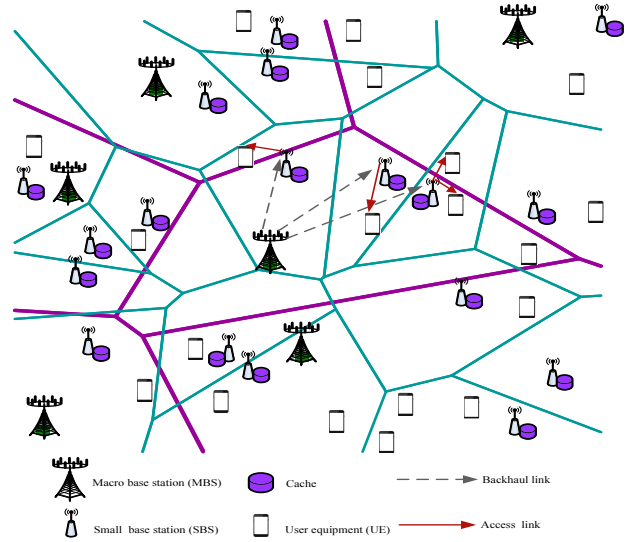 Macro base station (MBS)
Cache
Backhaul link
Small base station (SBS)
User equipment (UE)
Access link